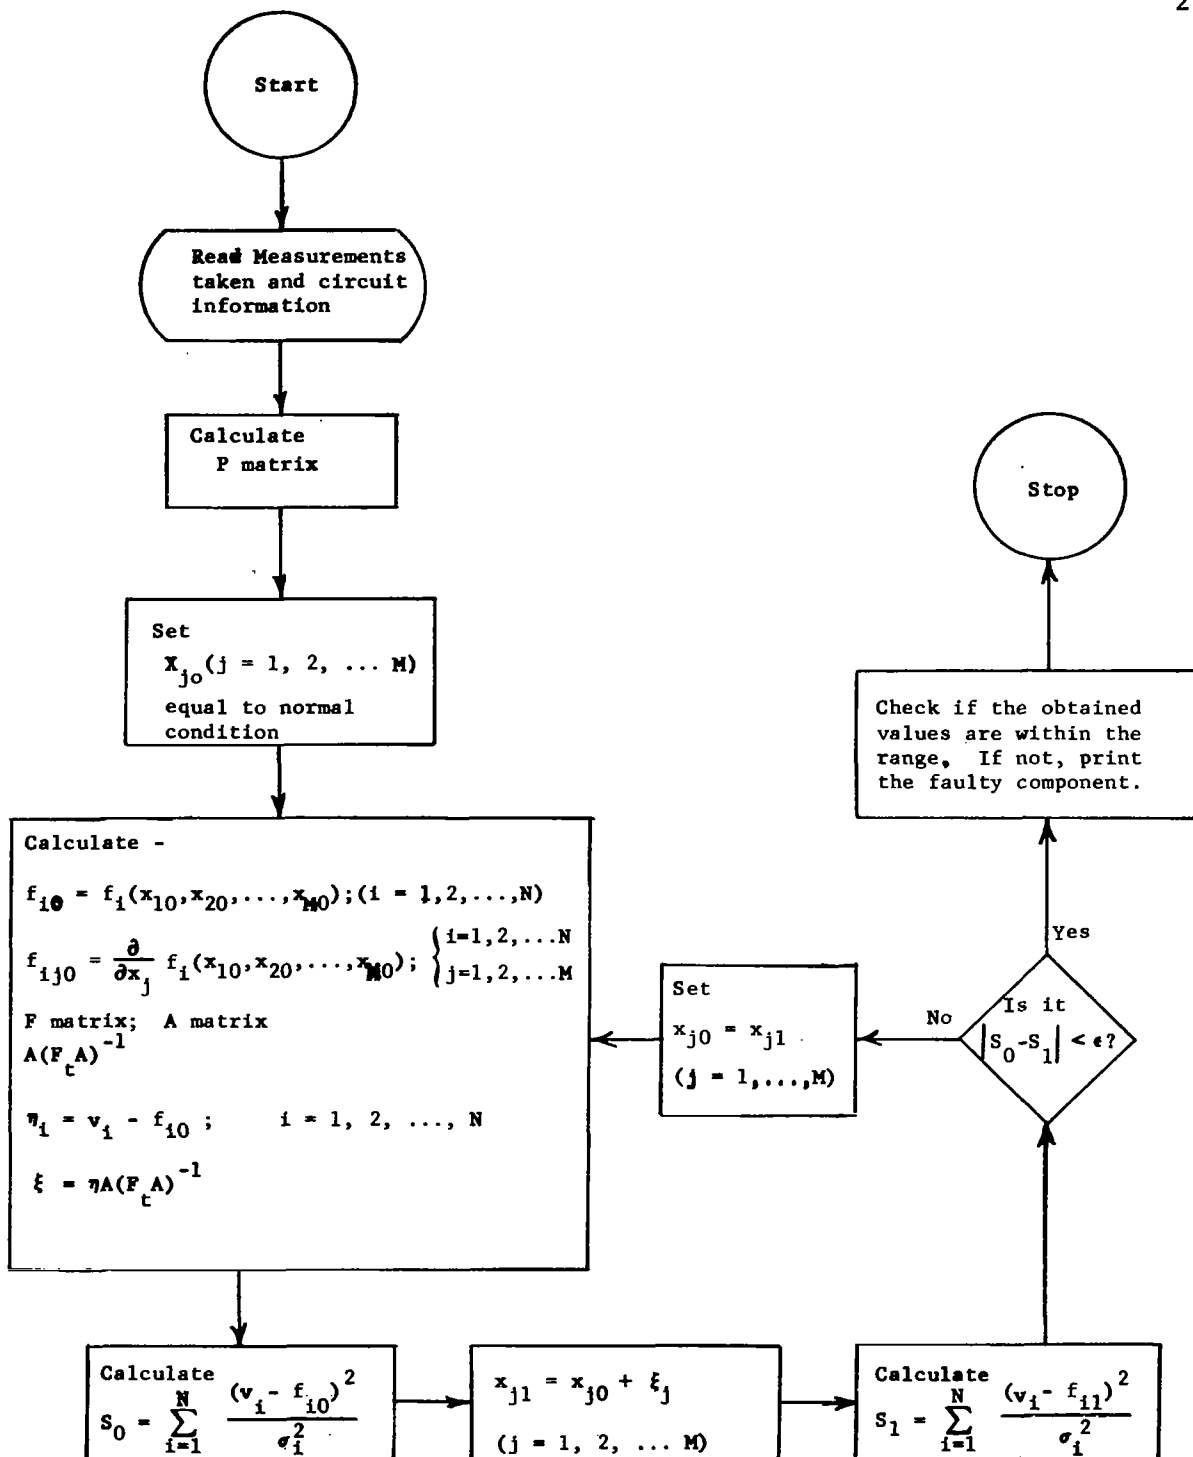 2
Start
Read Measurements
taken and circuit
information
Calculate
P matrix
Set
X_jo(j = 1, 2, ... M)
equal to normal
condition
Calculate -
f_i0 = f_i(x_10,x_20,...,x_M0);(i = 1,2,...,N)
f_ij0 = ∂/∂x_j f_i(x_10,x_20,...,x_M0); { i=1,2,...N
j=1,2,...M
F matrix; A matrix
A(F_tA)^-1
η_i = v_i - f_i0 ; i = 1, 2, ..., N
ξ = ηA(F_tA)^-1
Calculate
S_0 = Σ_{i=1}^{N} (v_i - f_i0)^2 / σ_i^2
x_j1 = x_j0 + ξ_j
(j = 1, 2, ... M)
Calculate
S_1 = Σ_{i=1}^{N} (v_i - f_i1)^2 / σ_i^2
Is it
|S_0-S_1| < ϵ?
No
Set
x_j0 = x_j1
(j = 1,...,M)
Yes
Check if the obtained
values are within the
range. If not, print
the faulty component.
Stop